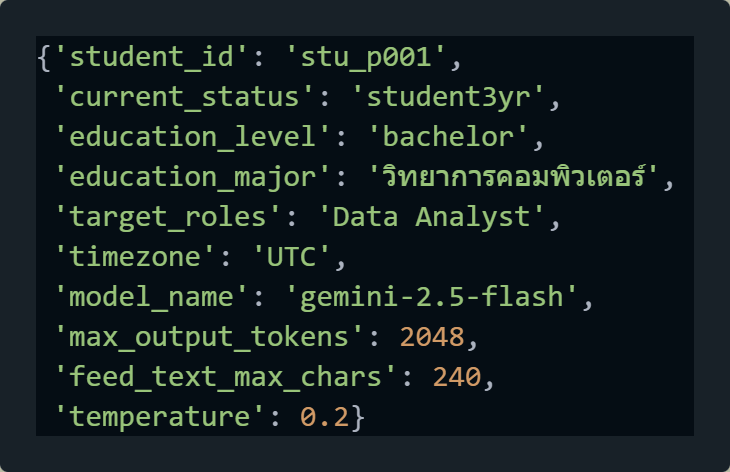 {'student_id': 'stu_p001',
 'current_status': 'student3yr',
 'education_level': 'bachelor',
 'education_major': 'วิทยาการคอมพิวเตอร์',
 'target_roles': 'Data Analyst',
 'timezone': 'UTC',
 'model_name': 'gemini-2.5-flash',
 'max_output_tokens': 2048,
 'feed_text_max_chars': 240,
 'temperature': 0.2}